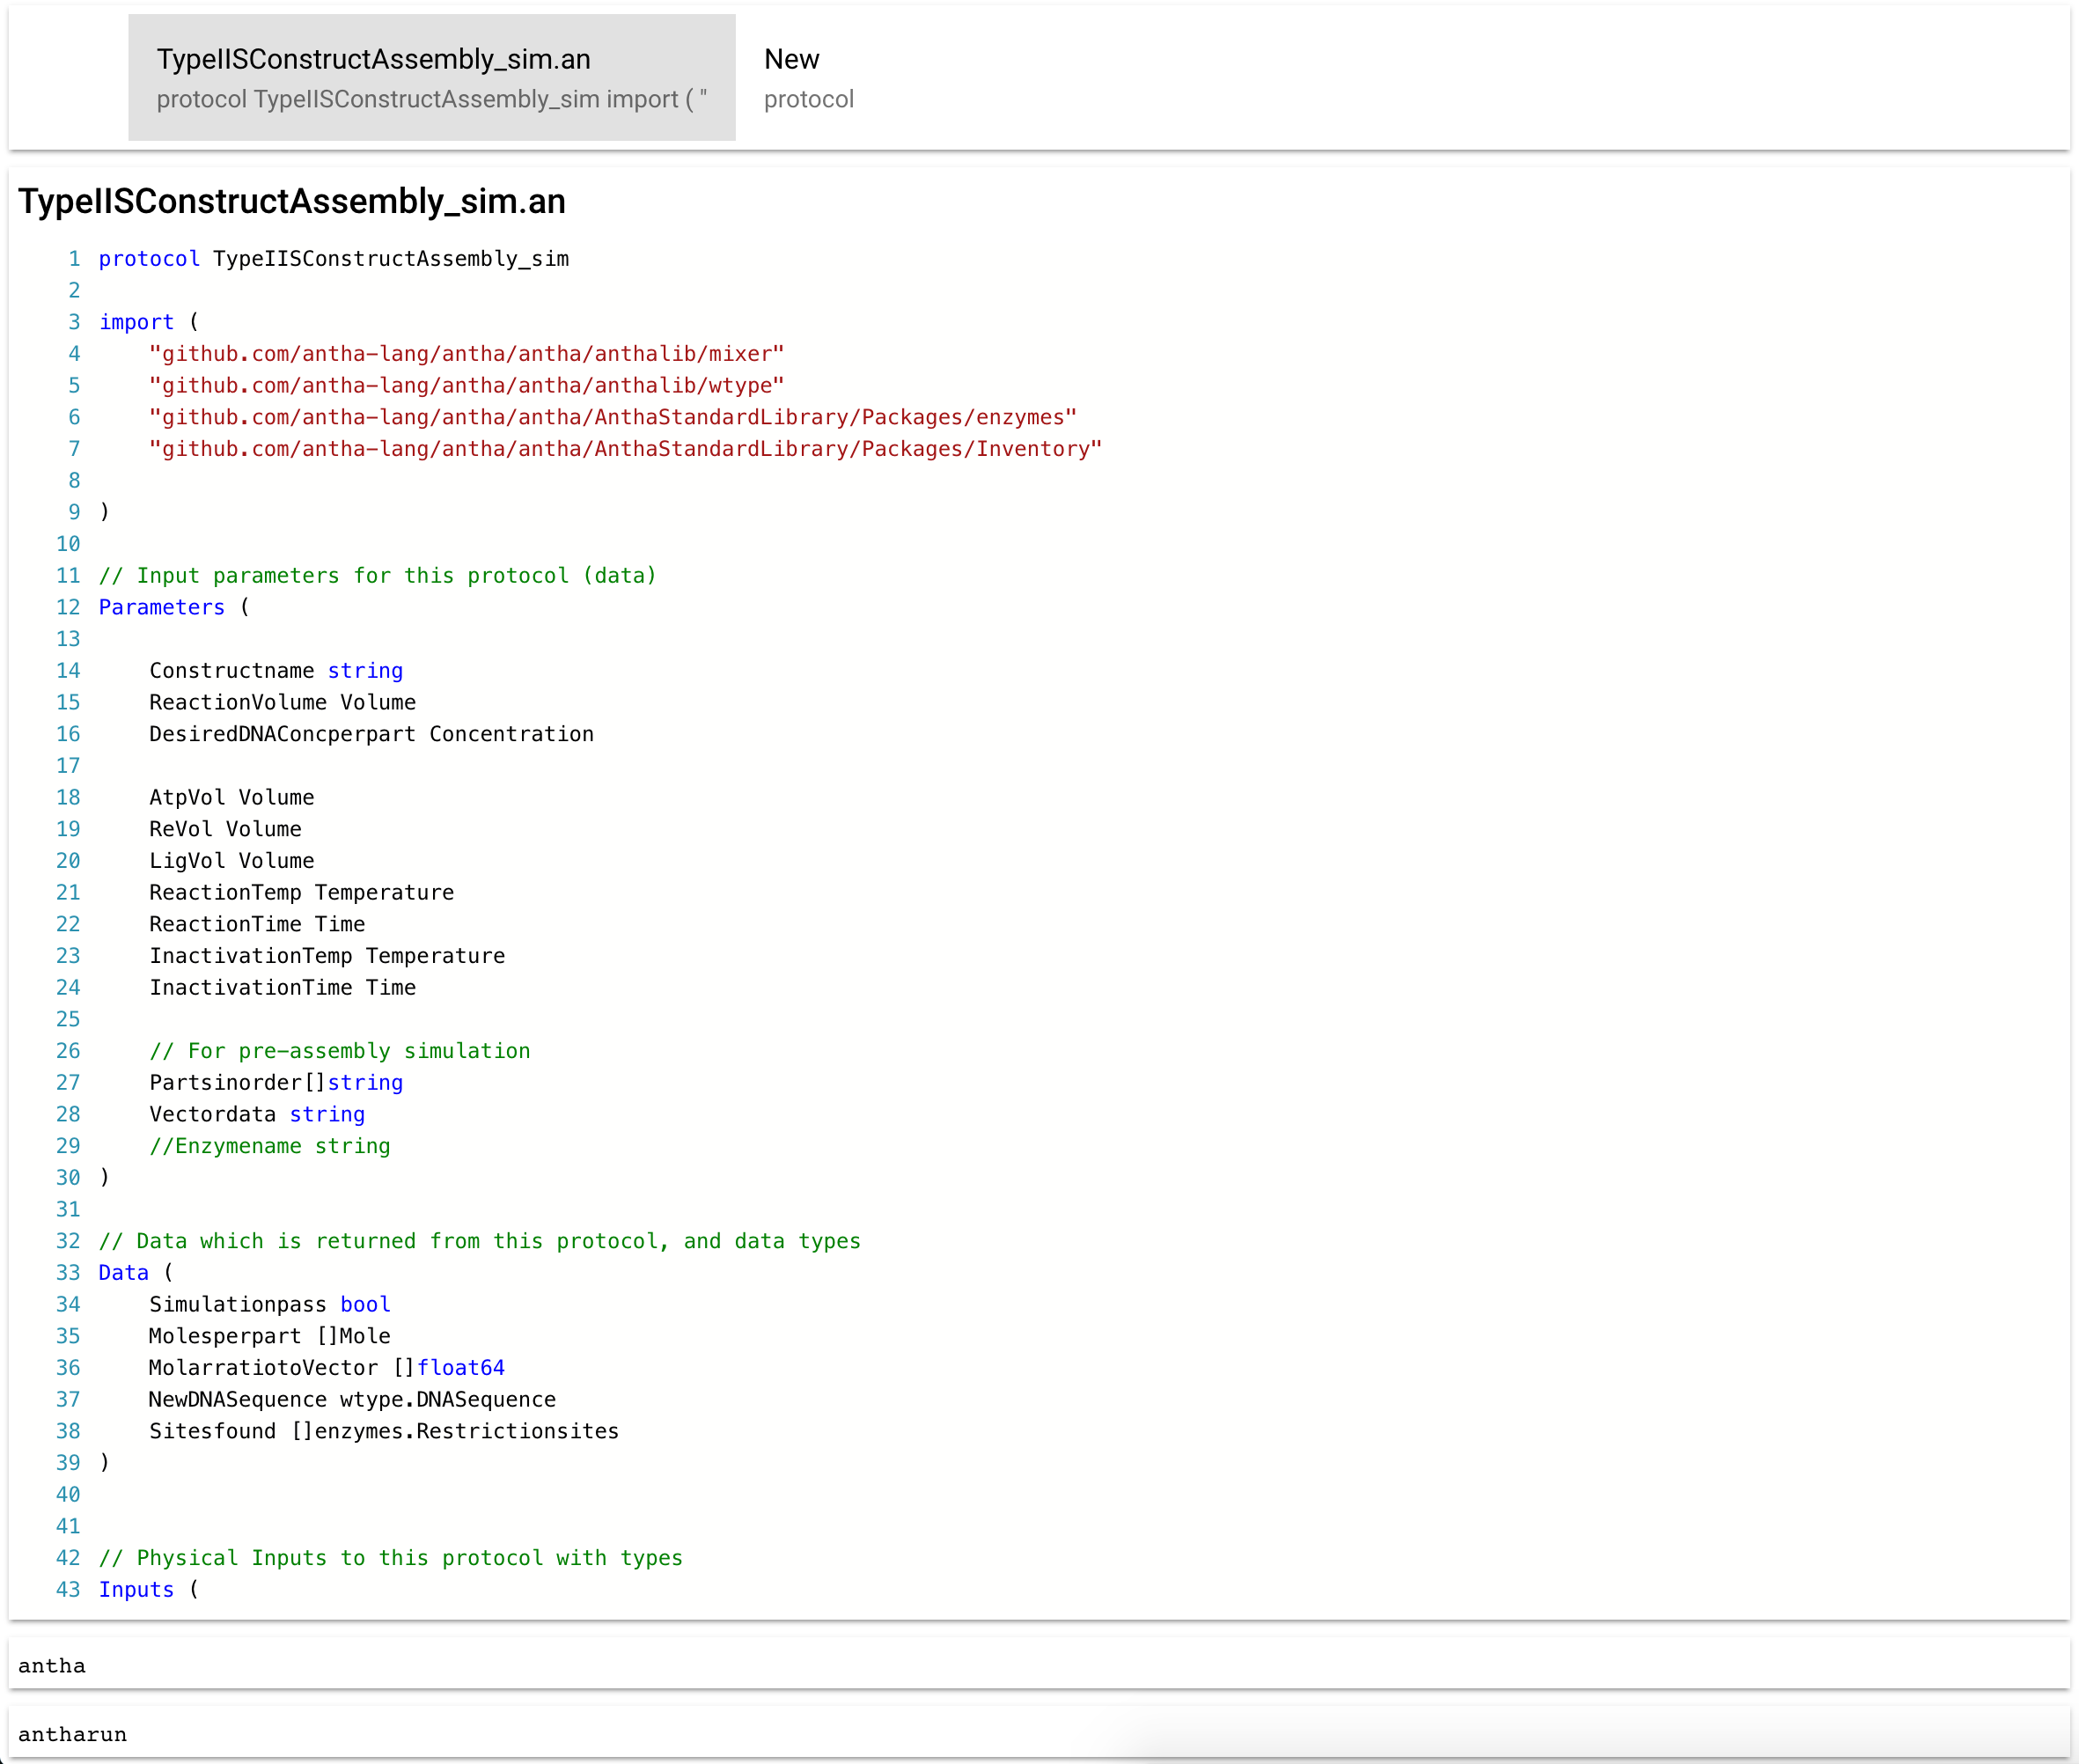 TypeIISConstructAssembly_sim.an
protocol TypeIISConstructAssembly_sim import ( "
New
protocol
TypeIISConstructAssembly_sim.an
1 protocol TypeIISConstructAssembly_sim
2
3 import (
4     "github.com/antha-lang/antha/antha/anthalib/mixer"
5     "github.com/antha-lang/antha/antha/anthalib/wtype"
6     "github.com/antha-lang/antha/antha/AnthaStandardLibrary/Packages/enzymes"
7     "github.com/antha-lang/antha/antha/AnthaStandardLibrary/Packages/Inventory"
8
9 )
10
11 // Input parameters for this protocol (data)
12 Parameters (
13
14     Constructname string
15     ReactionVolume Volume
16     DesiredDNAConcperpart Concentration
17
18     AtpVol Volume
19     ReVol Volume
20     LigVol Volume
21     ReactionTemp Temperature
22     ReactionTime Time
23     InactivationTemp Temperature
24     InactivationTime Time
25
26     // For pre-assembly simulation
27     Partsinorder[]string
28     Vectordata string
29     //Enzymename string
30 )
31
32 // Data which is returned from this protocol, and data types
33 Data (
34     Simulationpass bool
35     Molesperpart []Mole
36     MolarratiotoVector []float64
37     NewDNASequence wtype.DNASequence
38     Sitesfound []enzymes.Restrictionsites
39 )
40
41
42 // Physical Inputs to this protocol with types
43 Inputs (
antha
antharun